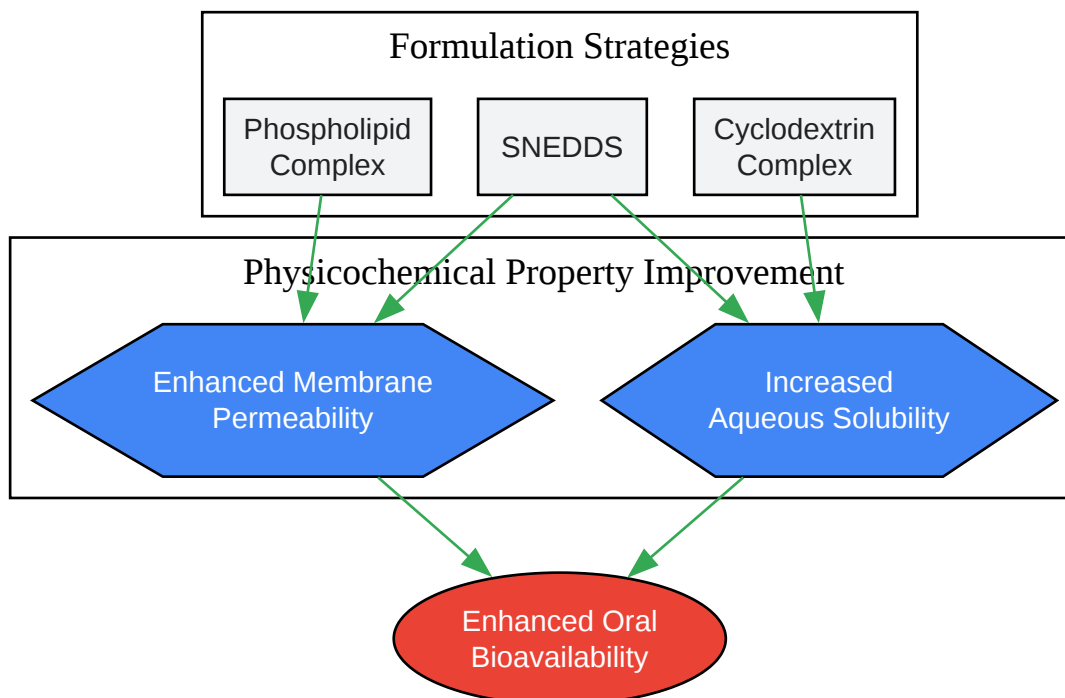 Formulation Strategies
Phospholipid
Complex
SNEDDS
Cyclodextrin
Complex
Physicochemical Property Improvement
Enhanced Membrane
Permeability
Increased
Aqueous Solubility
Enhanced Oral
Bioavailability